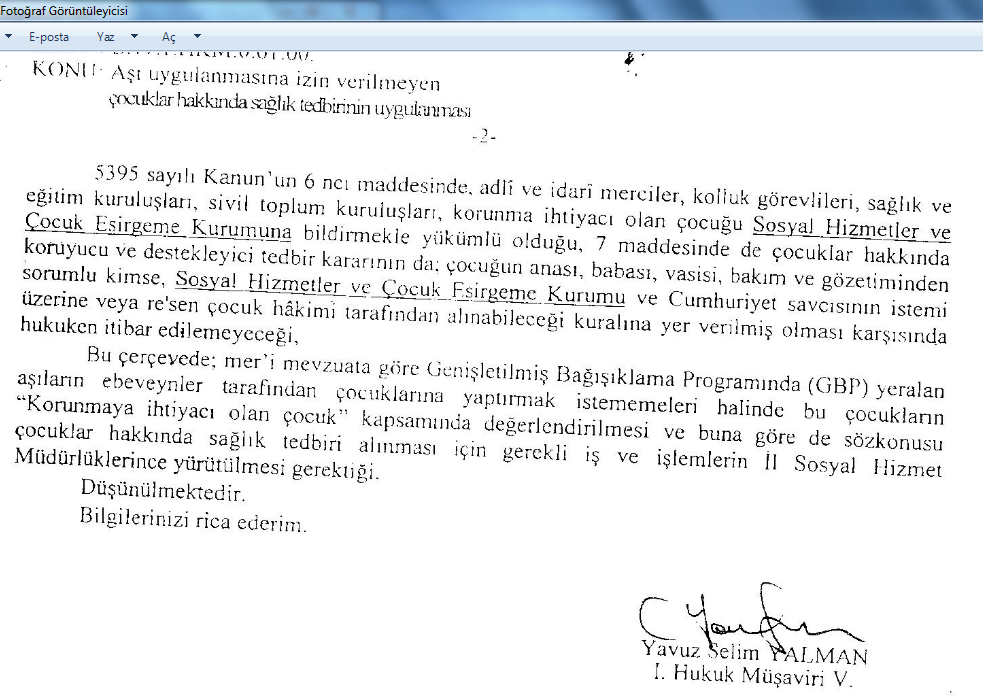 Fotoğraf Görüntüleyicisi
E-posta Yaz Aç
KONU: Aşı uygulanmasına izin verilmeyen
çocuklar hakkında sağlık tedbirinin uygulanması
-2-
5395 sayılı Kanun'un 6 ncı maddesinde, adlî ve idarî merciler, kolluk görevlileri, sağlık ve
eğitim kuruluşları, sivil toplum kuruluşları, korunma ihtiyacı olan çocuğu Sosyal Hizmetler ve
Çocuk Esirgeme Kurumuna bildirmekle yükümlü olduğu, 7 maddesinde de çocuklar hakkında
koruyucu ve destekleyici tedbir kararının da; çocuğun anası, babası, vasisi, bakım ve gözetiminden
sorumlu kimse, Sosyal Hizmetler ve Çocuk Esirgeme Kurumu ve Cumhuriyet savcısının istemi
üzerine veya re'sen çocuk hâkimi tarafından alınabileceği kuralına yer verilmiş olması karşısında
hukuken itibar edilemeyeceği,
Bu çerçevede; mer'i mevzuata göre Genişletilmiş Bağışıklama Programında (GBP) yeralan
aşıların ebeveynler tarafından çocuklarına yaptırmak istememeleri halinde bu çocukların
"Korunmaya ihtiyacı olan çocuk" kapsamında değerlendirilmesi ve buna göre de sözkonusu
çocuklar hakkında sağlık tedbiri alınması için gerekli iş ve işlemlerin İl Sosyal Hizmet
Müdürlüklerince yürütülmesi gerektiği.
Düşünülmektedir.
Bilgilerinizi rica ederim.
Yavuz Selim YALMAN
I. Hukuk Müşaviri V.